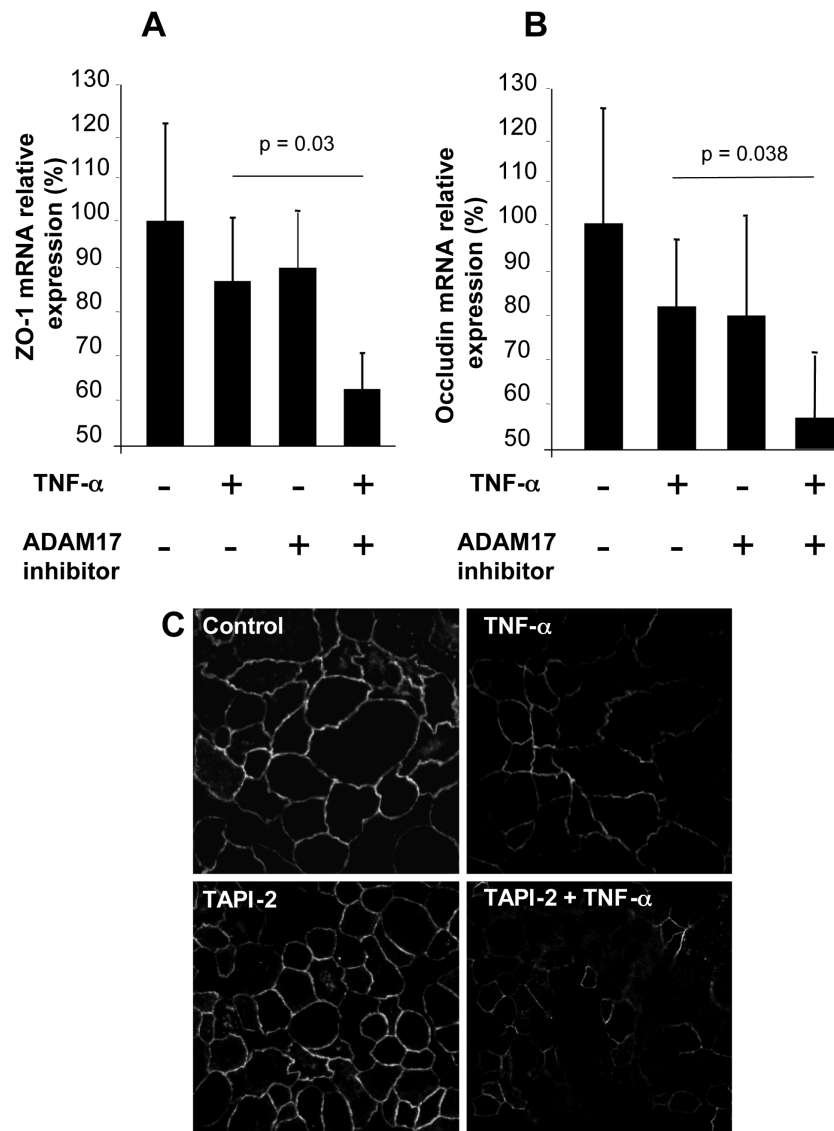 A
ZO-1 mRNA relative
expression (%)
130
120
110
100
90
80
70
60
50
p = 0.03
TNF-α - + - +
ADAM17
inhibitor
- - + +
B
Occludin mRNA relative
expression (%)
130
120
110
100
90
80
70
60
50
p = 0.038
TNF-α - + - +
ADAM17
inhibitor
- - + +
C
Control
TNF-α
TAPI-2
TAPI-2 + TNF-α